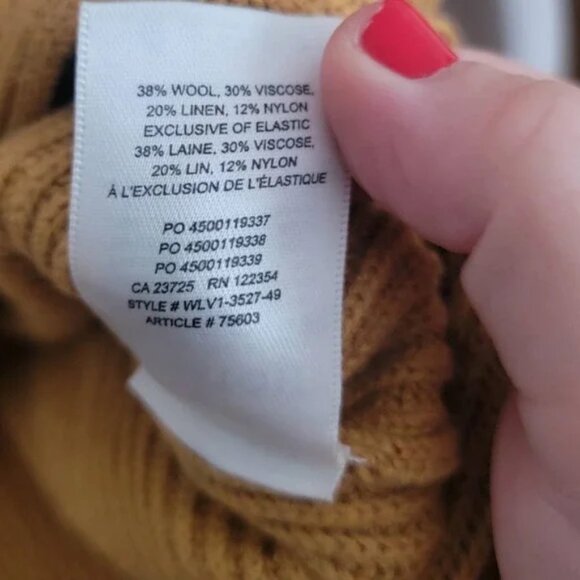 38% WOOL, 30% VISCOSE,
20% LINEN, 12% NYLON
EXCLUSIVE OF ELASTIC
38% LAINE, 30% VISCOSE,
20% LIN, 12% NYLON
À L'EXCLUSION DE L'ÉLASTIQUE
PO 4500119337
PO 4500119338
PO 4500119339
CA 23725 RN 122354
STYLE # WLV1-3527-49
ARTICLE # 75603